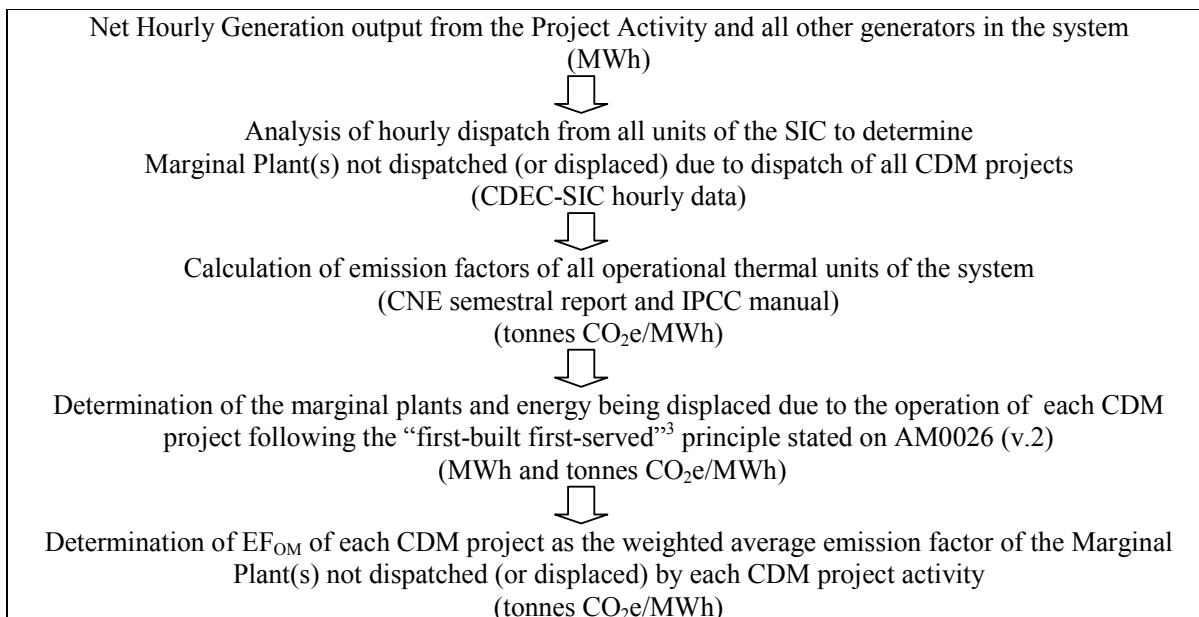 Net Hourly Generation output from the Project Activity and all other generators in the system
(MWh)
Analysis of hourly dispatch from all units of the SIC to determine
Marginal Plant(s) not dispatched (or displaced) due to dispatch of all CDM projects
(CDEC-SIC hourly data)
Calculation of emission factors of all operational thermal units of the system
(CNE semestral report and IPCC manual)
(tonnes CO₂e/MWh)
Determination of the marginal plants and energy being displaced due to the operation of each CDM
project following the “first-built first-served”³ principle stated on AM0026 (v.2)
(MWh and tonnes CO₂e/MWh)
Determination of EF_OM of each CDM project as the weighted average emission factor of the Marginal
Plant(s) not dispatched (or displaced) by each CDM project activity
(tonnes CO₂e/MWh)